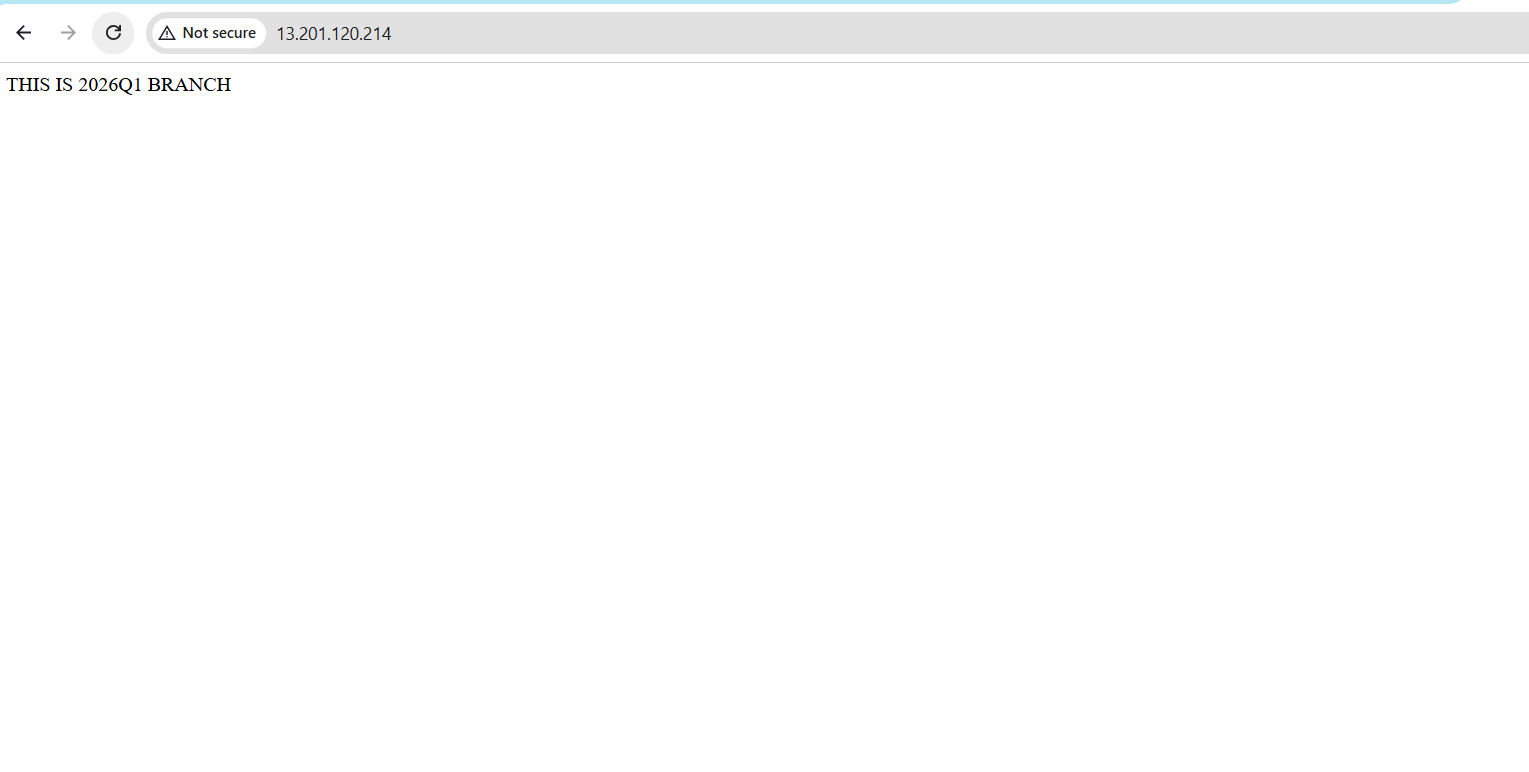 Not secure 13.201.120.214
THIS IS 2026Q1 BRANCH